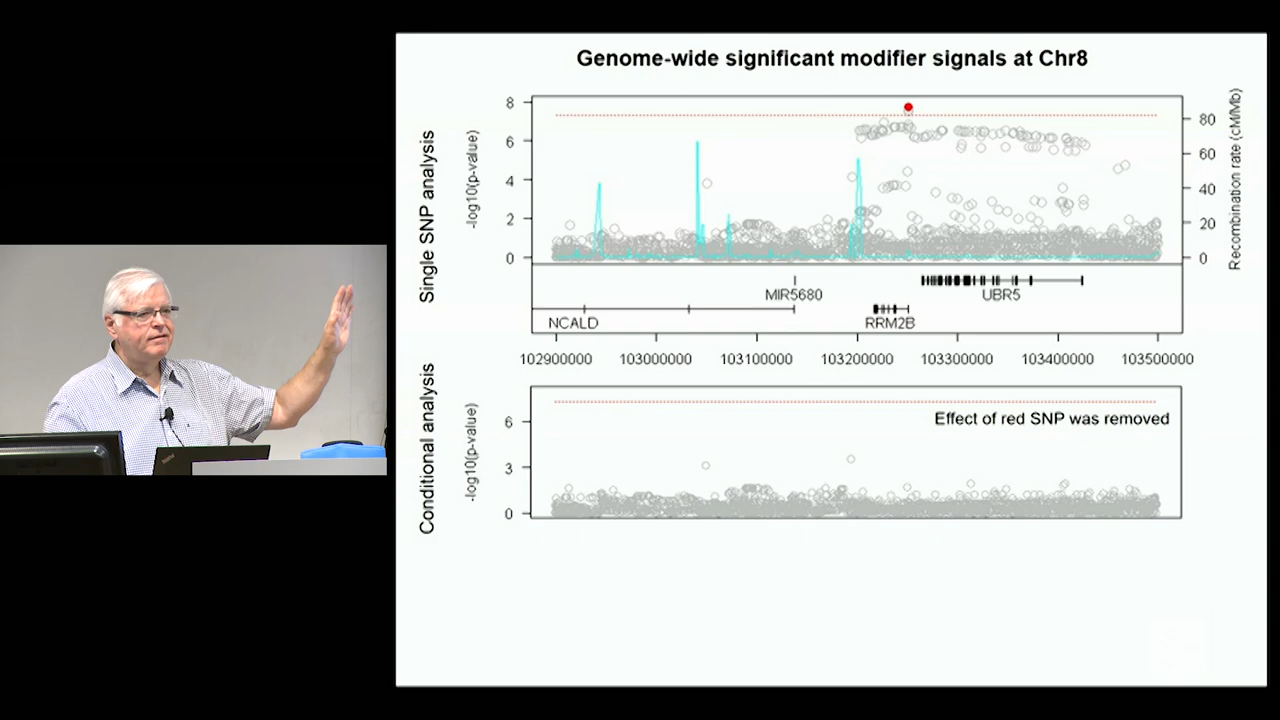 Genome-wide significant modifier signals at Chr8
Single SNP analysis
-log10(p-value)
8
6
4
2
0
Recombination rate (cM/Mb)
80
60
40
20
0
MIR5680
UBR5
NCALD
RRM2B
102900000 103000000 103100000 103200000 103300000 103400000 103500000
Conditional analysis
-log10(p-value)
6
3
0
Effect of red SNP was removed